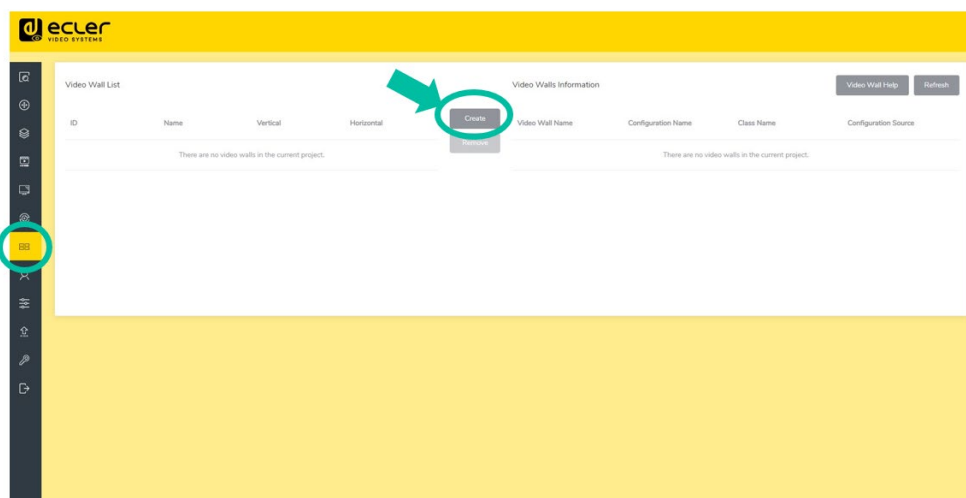 ecler
VIDEO SYSTEMS
Video Wall List
Video Walls Information
Video Wall Help
Refresh
ID
Name
Vertical
Horizontal
Create
Video Wall Name
Configuration Name
Class Name
Configuration Source
Remove
There are no video walls in the current project.
There are no video walls in the current project.